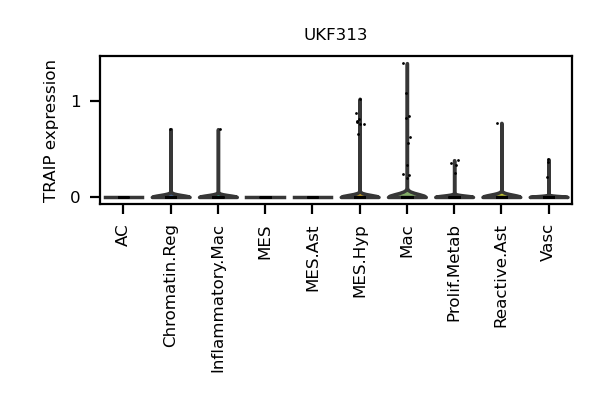 UKF313
TRAIP expression
1
0
AC
Chromatin.Reg
Inflammatory.Mac
MES
MES.Ast
MES.Hyp
Mac
Prolif.Metab
Reactive.Ast
Vasc